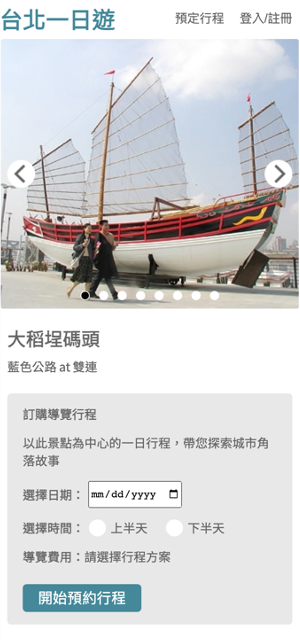 台北一日遊
預定行程 登入/註冊
大稻埕碼頭
藍色公路 at 雙連
訂購導覽行程
以此景點為中心的一日行程，帶您探索城市角
落故事
選擇日期： mm/dd/yyyy
選擇時間： 上半天 下半天
導覽費用：請選擇行程方案
開始預約行程